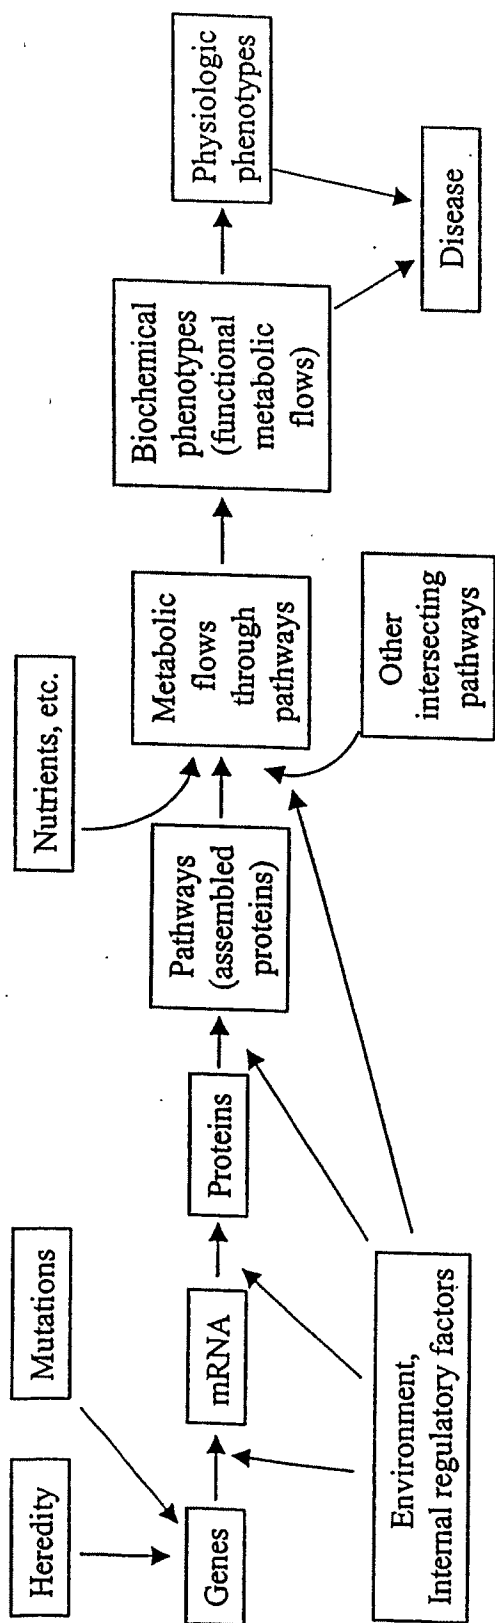 Heredity
Mutations
Nutrients, etc.
Genes
mRNA
Proteins
Pathways
(assembled
proteins)
Metabolic
flows
through
pathways
Biochemical
phenotypes
(functional
metabolic
flows)
Physiologic
phenotypes
Environment,
Internal regulatory factors
Other
intersecting
pathways
Disease